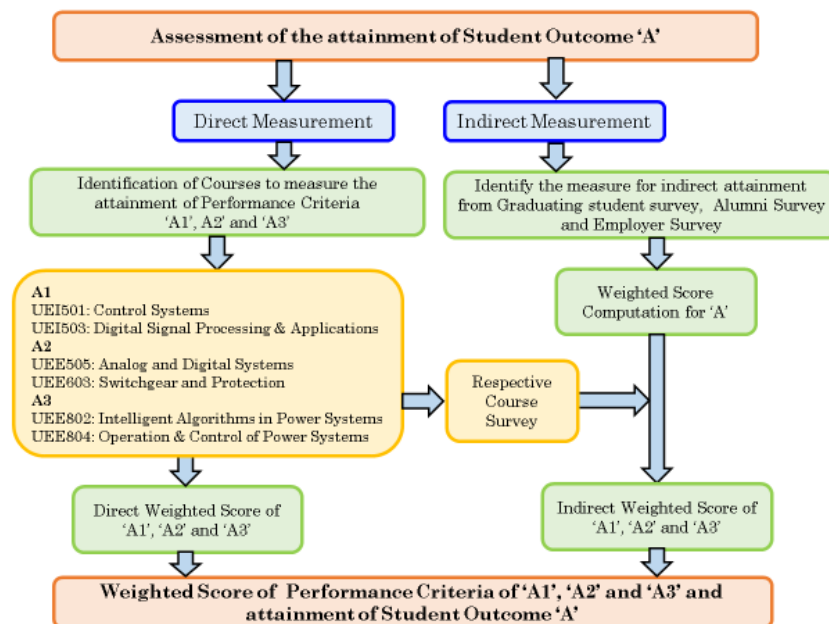 Assessment of the attainment of Student Outcome ‘A’
Direct Measurement
Indirect Measurement
Identification of Courses to measure the
attainment of Performance Criteria
‘A1’, A2’ and ‘A3’
Identify the measure for indirect attainment
from Graduating student survey, Alumni Survey
and Employer Survey
A1
UEI501: Control Systems
UEI503: Digital Signal Processing & Applications
A2
UEE505: Analog and Digital Systems
UEE603: Switchgear and Protection
A3
UEE802: Intelligent Algorithms in Power Systems
UEE804: Operation & Control of Power Systems
Weighted Score
Computation for ‘A’
Respective
Course
Survey
Direct Weighted Score of
‘A1’, ‘A2’ and ‘A3’
Indirect Weighted Score of
‘A1’, ‘A2’ and ‘A3’
Weighted Score of Performance Criteria of ‘A1’, ‘A2’ and ‘A3’ and
attainment of Student Outcome ‘A’